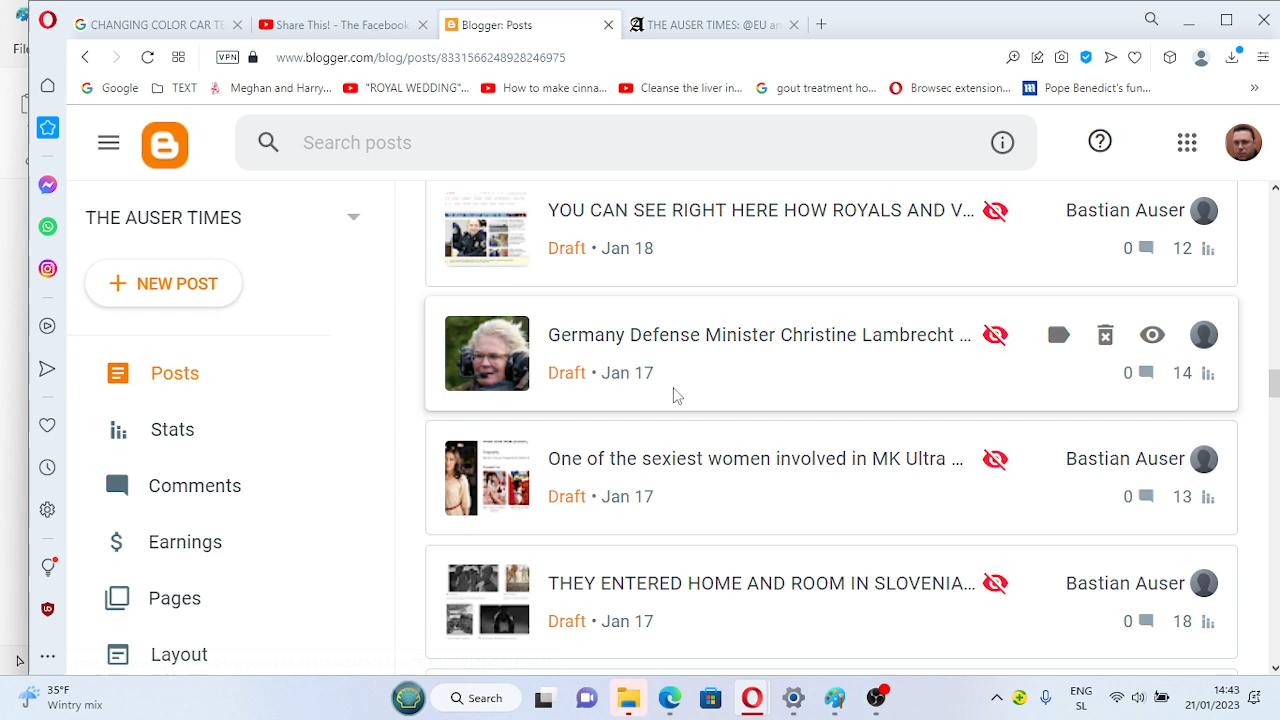 CHANGING COLOR CAR TE
Share This! - The Facebook
Blogger: Posts
THE AUSER TIMES: @EU an
File
VPN
www.blogger.com/blog/posts/8331566248928246975
Google
TEXT
Meghan and Harry...
"ROYAL WEDDING"...
How to make cinna...
Cleanse the liver in...
gout treatment ho...
Browsec extension...
Pope Benedict's fun...
Search posts
THE AUSER TIMES
NEW POST
Posts
Stats
Comments
Earnings
Pages
Layout
YOU CAN SEE RIGHT HERE HOW ROYALS AND V...
Bastian Auser
Draft • Jan 18
0
12
Germany Defense Minister Christine Lambrecht ...
Draft • Jan 17
0
14
One of the sexiest women involved in MK Ultra ...
Bastian Auser
Draft • Jan 17
0
13
THEY ENTERED HOME AND ROOM IN SLOVENIA...
Bastian Auser
Draft • Jan 17
0
18
35°F
Wintry mix
Search
ENG
SL
14:43
21/01/2023